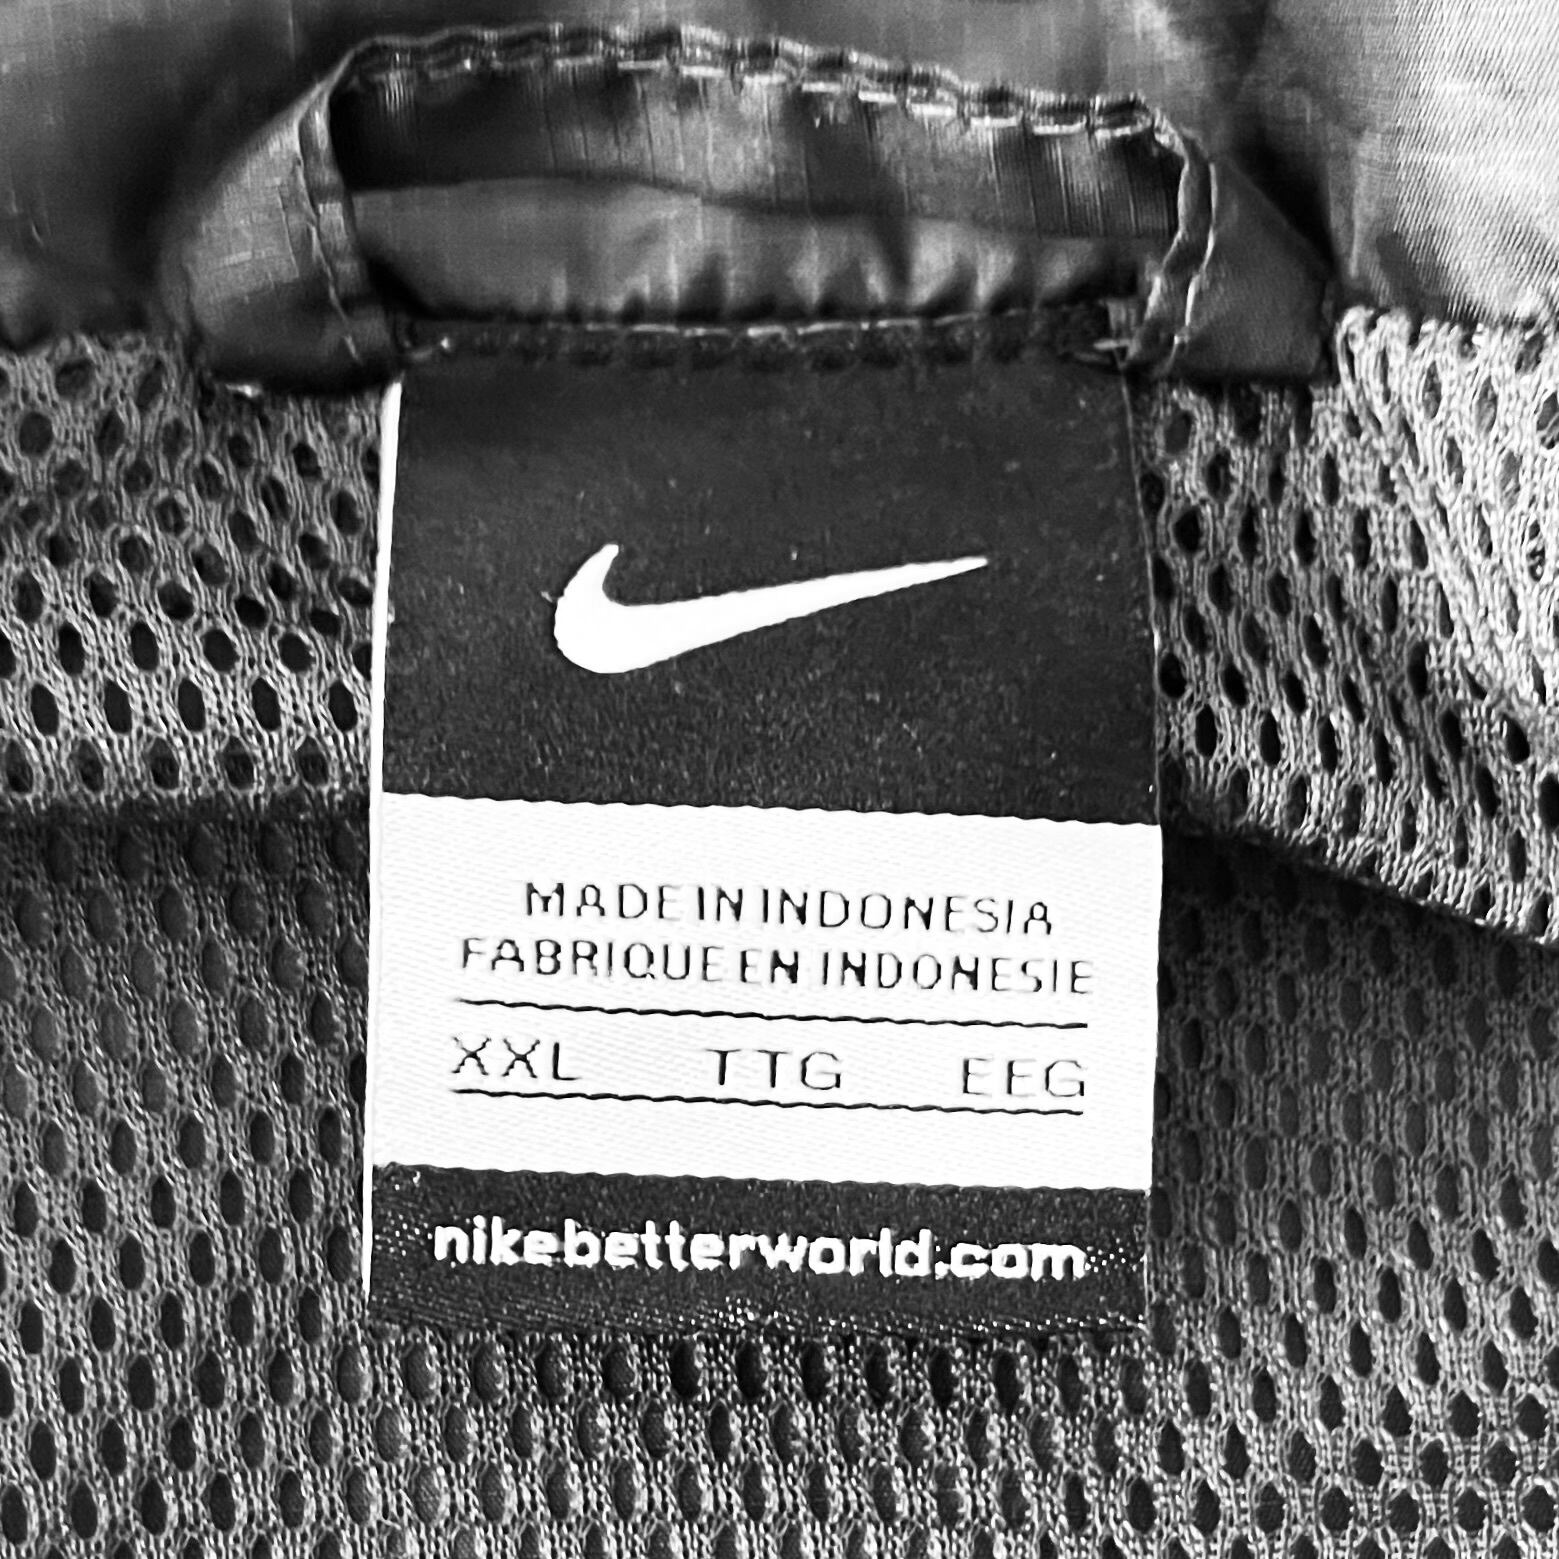 MADE IN INDONESIA
FABRIQUE EN INDONESIE
XXL TTG EEG
nikebetterworld.com